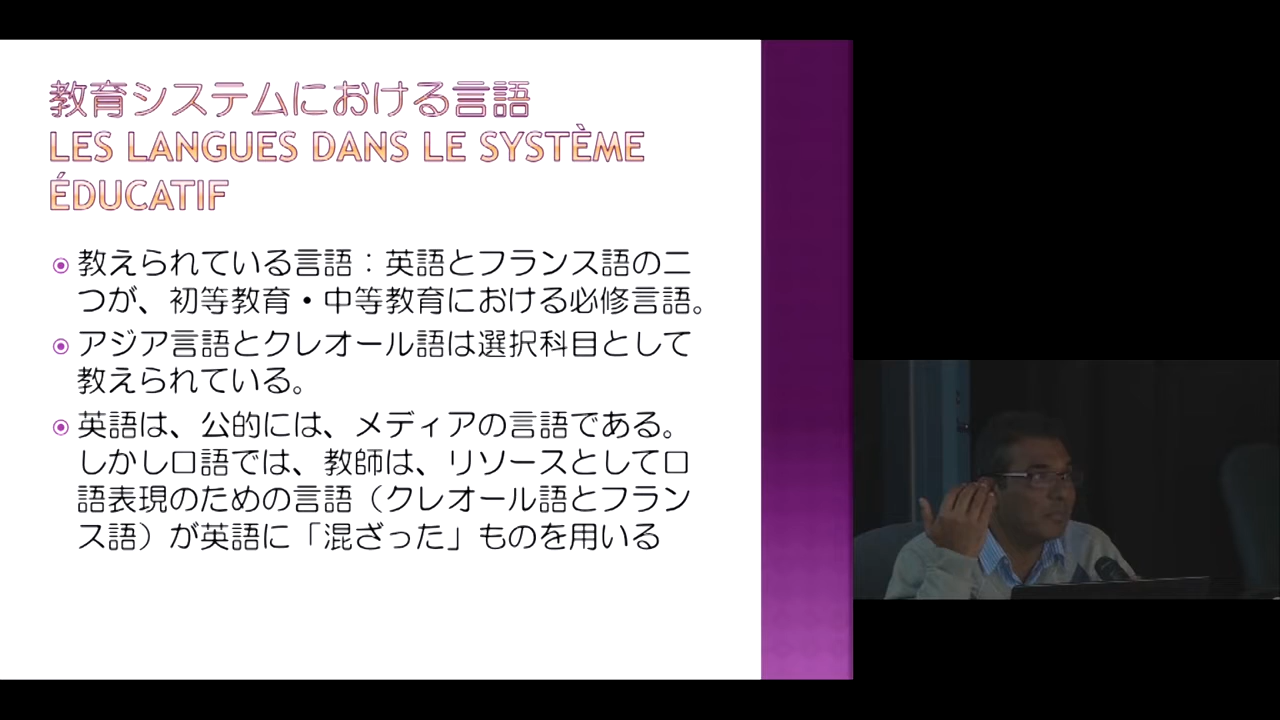 教育システムにおける言語
LES LANGUES DANS LE SYSTÈME
ÉDUCATIF
教えられている言語：英語とフランス語の二
つが、初等教育・中等教育における必修言語。
アジア言語とクレオール語は選択科目として
教えられている。
英語は、公的には、メディアの言語である。
しかし口語では、教師は、リソースとして口
語表現のための言語（クレオール語とフラン
ス語）が英語に「混ざった」ものを用いる